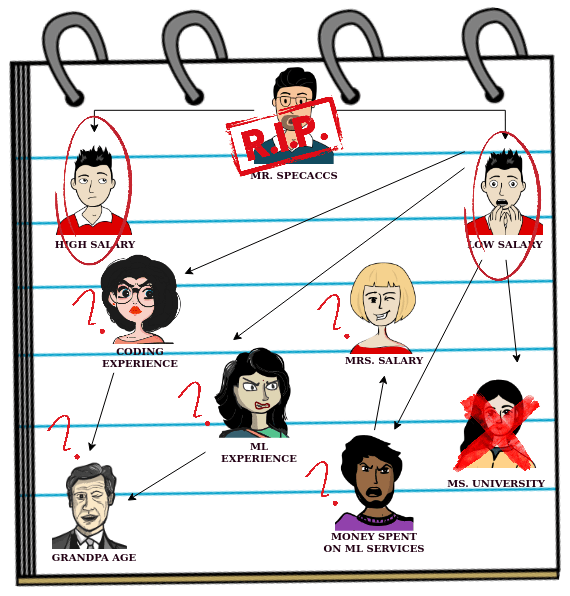 R.I.P.
MR. SPECACCS
HIGH SALARY
LOW SALARY
?
CODING
EXPERIENCE
?
MRS. SALARY
?
ML
EXPERIENCE
?
MS. UNIVERSITY
?
MONEY SPENT
ON ML SERVICES
GRANDPA AGE